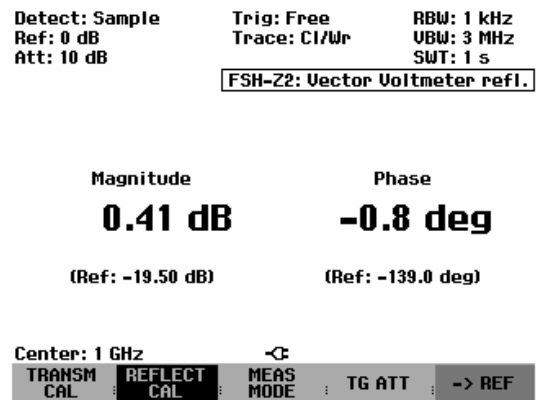 Detect: Sample Trig: Free RBW: 1 kHz
Ref: 0 dB Trace: Cl/Wr VBW: 3 MHz
Att: 10 dB SWT: 1 s
FSH-Z2: Vector Voltmeter refl.
Magnitude Phase
0.41 dB -0.8 deg
(Ref: -19.50 dB) (Ref: -139.0 deg)
Center: 1 GHz
TRANSM CAL REFLECT CAL MEAS MODE TG ATT -> REF